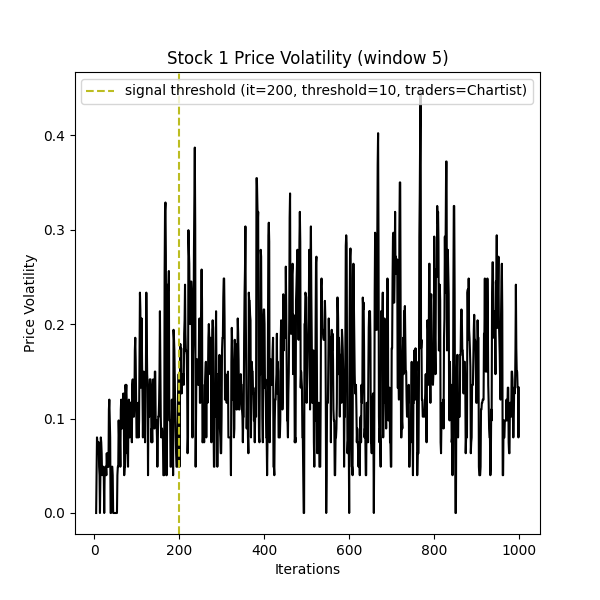 Stock 1 Price Volatility (window 5)
signal threshold (it=200, threshold=10, traders=Chartist)
0.4
0.3
0.2
0.1
0.0
Price Volatility
0 200 400 600 800 1000
Iterations